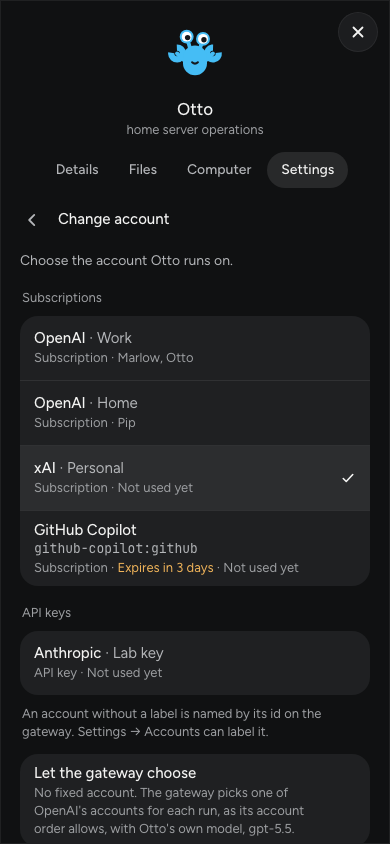 Otto
home server operations
Details Files Computer Settings
Change account
Choose the account Otto runs on.
Subscriptions
OpenAI · Work
Subscription · Marlow, Otto
OpenAI · Home
Subscription · Pip
xAI · Personal
Subscription · Not used yet
GitHub Copilot
github-copilot:github
Subscription · Expires in 3 days · Not used yet
API keys
Anthropic · Lab key
API key · Not used yet
An account without a label is named by its id on the
gateway. Settings → Accounts can label it.
Let the gateway choose
No fixed account. The gateway picks one of
OpenAI's accounts for each run, as its account
order allows, with Otto's own model, gpt-5.5.